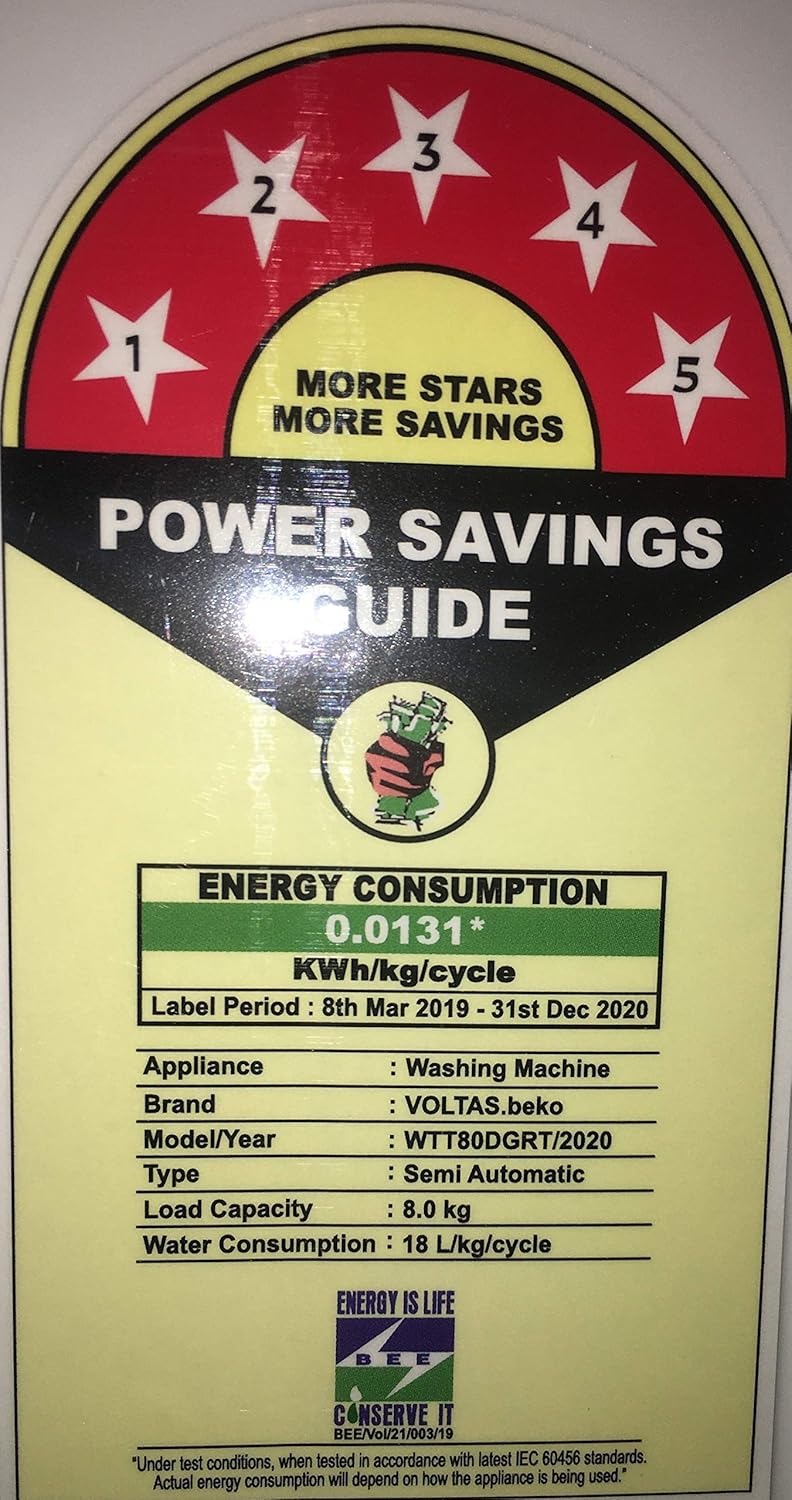 1 2 3 4 5
MORE STARS
MORE SAVINGS
POWER SAVINGS
GUIDE
ENERGY CONSUMPTION
0.0131*
KWh/kg/cycle
Label Period : 8th Mar 2019 - 31st Dec 2020
Appliance : Washing Machine
Brand : VOLTAS.beko
Model/Year : WTT80DGRT/2020
Type : Semi Automatic
Load Capacity : 8.0 kg
Water Consumption : 18 L/kg/cycle
ENERGY IS LIFE
BEE
CONSERVE IT
BEE/Vol/21/003/19
"Under test conditions, when tested in accordance with latest IEC 60456 standards.
Actual energy consumption will depend on how the appliance is being used."